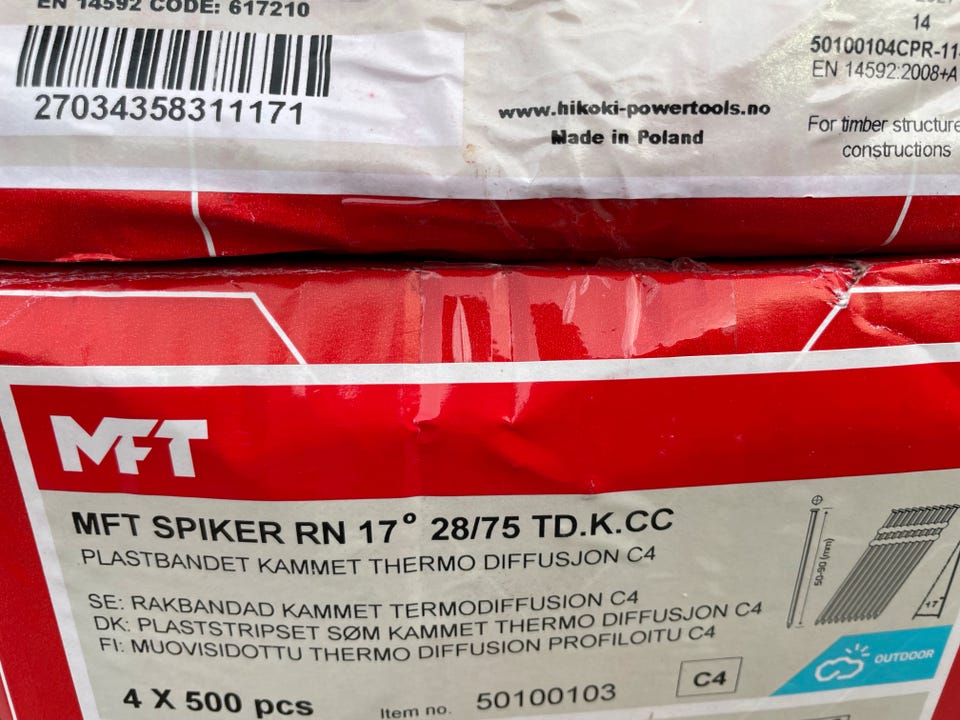 EN 14592 CODE: 617210
27034358311171
www.hikoki-powertools.no
Made in Poland
14
50100104CPR-11
EN 14592:2008+A
For timber structure
constructions
MFT
MFT SPIKER RN 17° 28/75 TD.K.CC
PLASTBANDET KAMMET THERMO DIFFUSJON C4
SE: RAKBANDAD KAMMET TERMODIFFUSION C4
DK: PLASTSTRIPSET SØM KAMMET THERMO DIFFUSJON C4
FI: MUOVISIDOTTU THERMO DIFFUSION PROFILOITU C4
50-90 (mm)
17°
OUTDOOR
4 X 500 pcs
Item no. 50100103
C4